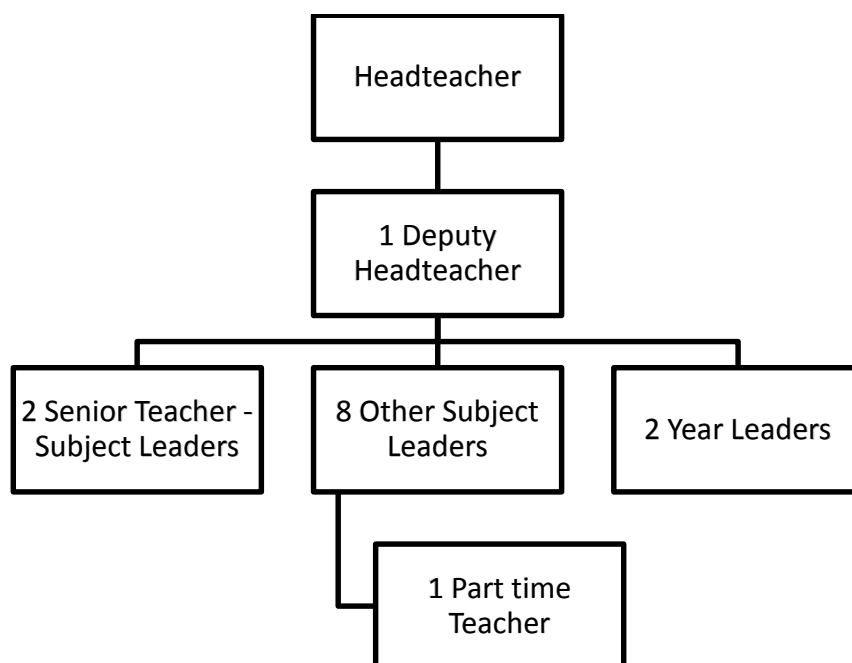 Headteacher
1 Deputy
Headteacher
2 Senior Teacher -
Subject Leaders
8 Other Subject
Leaders
2 Year Leaders
1 Part time
Teacher